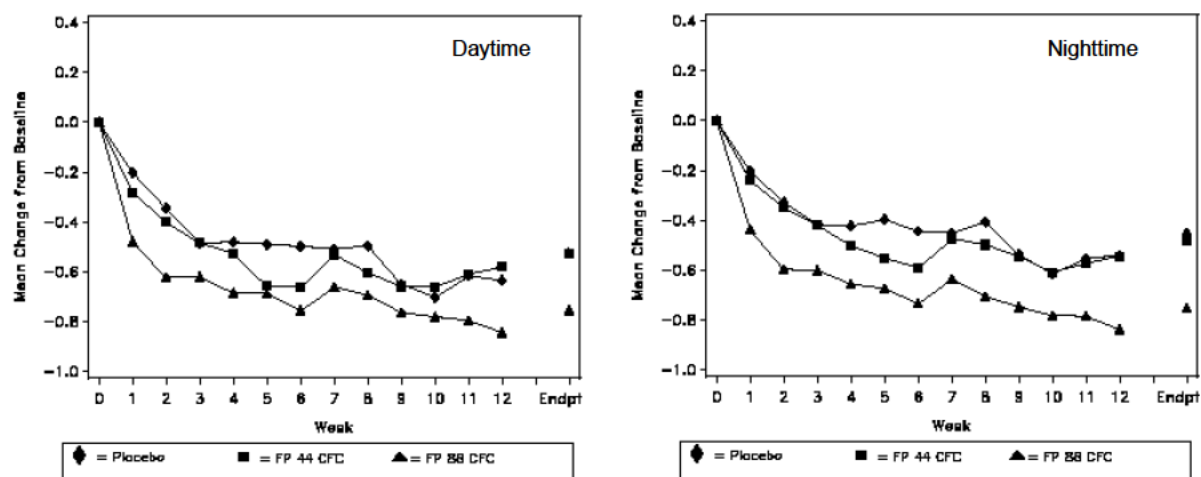 Daytime
Mean Change from Baseline
0.4
0.2
0.0
−0.2
−0.4
−0.6
−0.8
−1.0
0 1 2 3 4 5 6 7 8 9 10 11 12 Endpt
Week
= Placebo = FP 44 CFC = FP 88 CFC
Nighttime
Mean Change from Baseline
0.4
0.2
0.0
−0.2
−0.4
−0.6
−0.8
−1.0
0 1 2 3 4 5 6 7 8 9 10 11 12 Endpt
Week
= Placebo = FP 44 CFC = FP 88 CFC